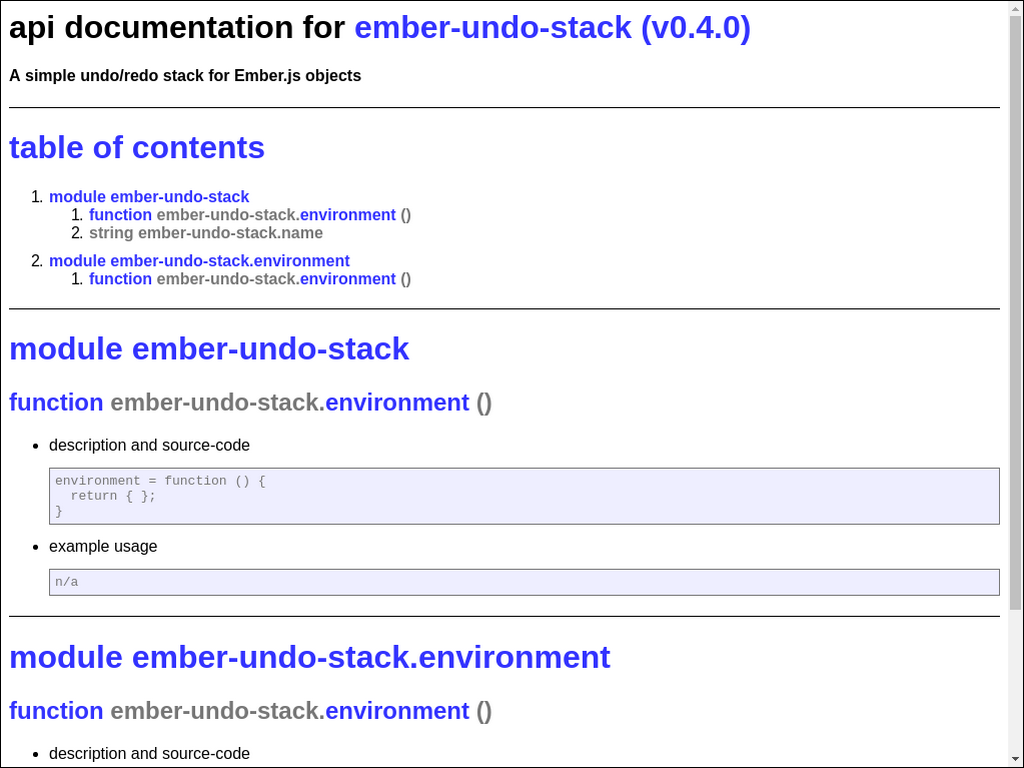 api documentation for ember-undo-stack (v0.4.0)
A simple undo/redo stack for Ember.js objects
table of contents
1. module ember-undo-stack
1. function ember-undo-stack.environment ()
2. string ember-undo-stack.name
2. module ember-undo-stack.environment
1. function ember-undo-stack.environment ()
module ember-undo-stack
function ember-undo-stack.environment ()
• description and source-code
environment = function () {
  return { };
}
• example usage
n/a
module ember-undo-stack.environment
function ember-undo-stack.environment ()
• description and source-code